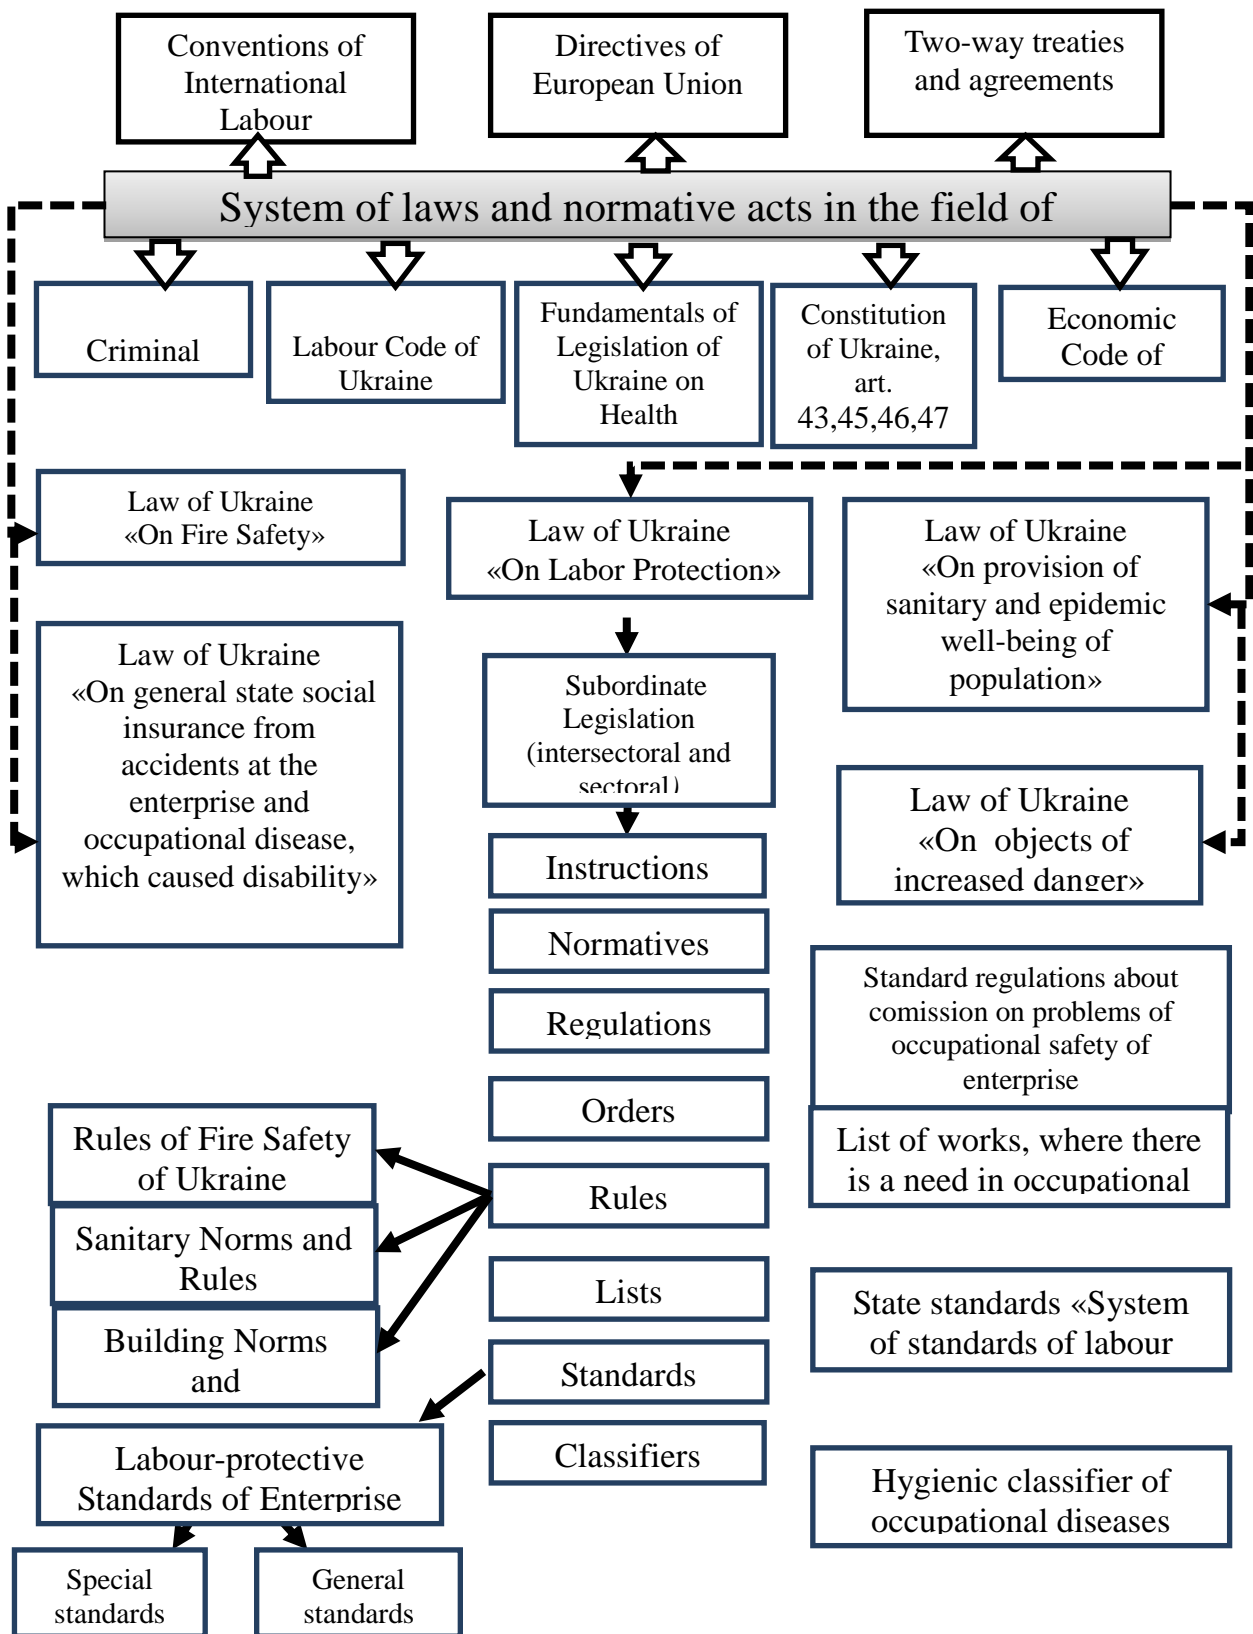 Conventions of
International
Labour
Directives of
European Union
Two-way treaties
and agreements
System of laws and normative acts in the field of
Criminal
Labour Code of
Ukraine
Fundamentals of
Legislation of
Ukraine on
Health
Constitution
of Ukraine,
art.
43,45,46,47
Economic
Code of
Law of Ukraine
«On Fire Safety»
Law of Ukraine
«On Labor Protection»
Law of Ukraine
«On provision of
sanitary and epidemic
well-being of
population»
Law of Ukraine
«On general state social
insurance from
accidents at the
enterprise and
occupational disease,
which caused disability»
Subordinate
Legislation
(intersectoral and
sectoral)
Law of Ukraine
«On objects of
increased danger»
Instructions
Normatives
Regulations
Orders
Rules
Lists
Standards
Classifiers
Standard regulations about
comission on problems of
occupational safety of
enterprise
List of works, where there
is a need in occupational
State standards «System
of standards of labour
Hygienic classifier of
occupational diseases
Rules of Fire Safety
of Ukraine
Sanitary Norms and
Rules
Building Norms
and
Labour-protective
Standards of Enterprise
Special
standards
General
standards